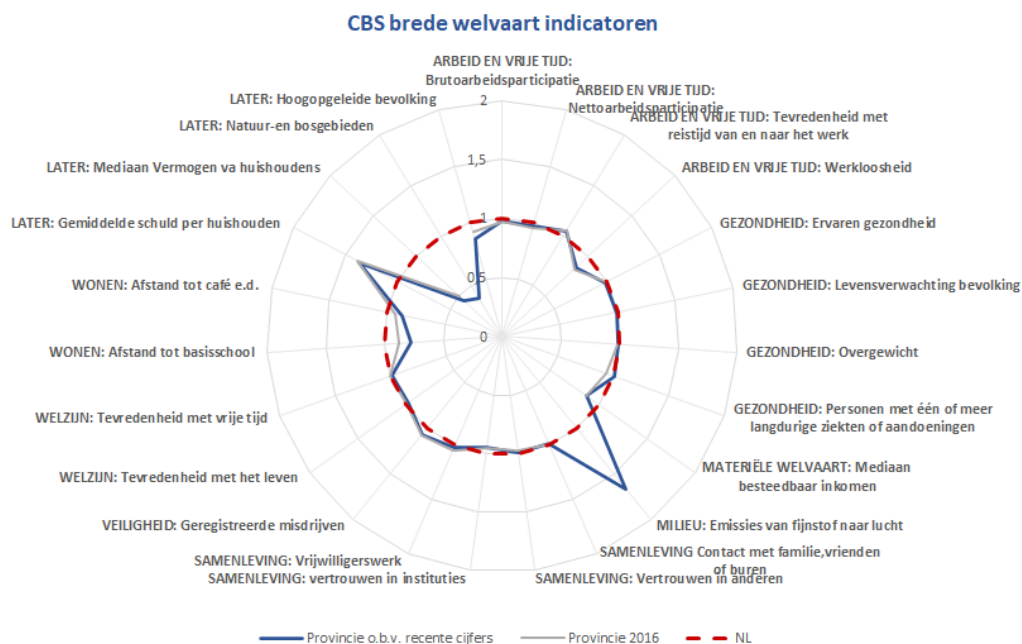 CBS brede welvaart indicatoren
ARBEID EN VRIJE TIJD:
Brutoarbeidsparticipatie
ARBEID EN VRIJE TIJD:
Nettoarbeidsparticipatie
ARBEID EN VRIJE TIJD: Tevredenheid met
reistijd van en naar het werk
ARBEID EN VRIJE TIJD: Werkloosheid
GEZONDHEID: Ervaren gezondheid
GEZONDHEID: Levensverwachting bevolking
GEZONDHEID: Overgewicht
GEZONDHEID: Personen met één of meer
langdurige ziekten of aandoeningen
MATERIËLE WELVAART: Mediaan
besteedbaar inkomen
MILIEU: Emissies van fijnstof naar lucht
SAMENLEVING Contact met familie,vrienden
of buren
SAMENLEVING: Vertrouwen in anderen
SAMENLEVING: vertrouwen in instituties
SAMENLEVING: Vrijwilligerswerk
VEILIGHEID: Geregistreerde misdrijven
WELZIJN: Tevredenheid met het leven
WELZIJN: Tevredenheid met vrije tijd
WONEN: Afstand tot basisschool
WONEN: Afstand tot café e.d.
LATER: Gemiddelde schuld per huishouden
LATER: Mediaan Vermogen va huishoudens
LATER: Natuur-en bosgebieden
LATER: Hoogopgeleide bevolking
2
1,5
1
0,5
0
Provincie o.b.v. recente cijfers
Provincie 2016
NL